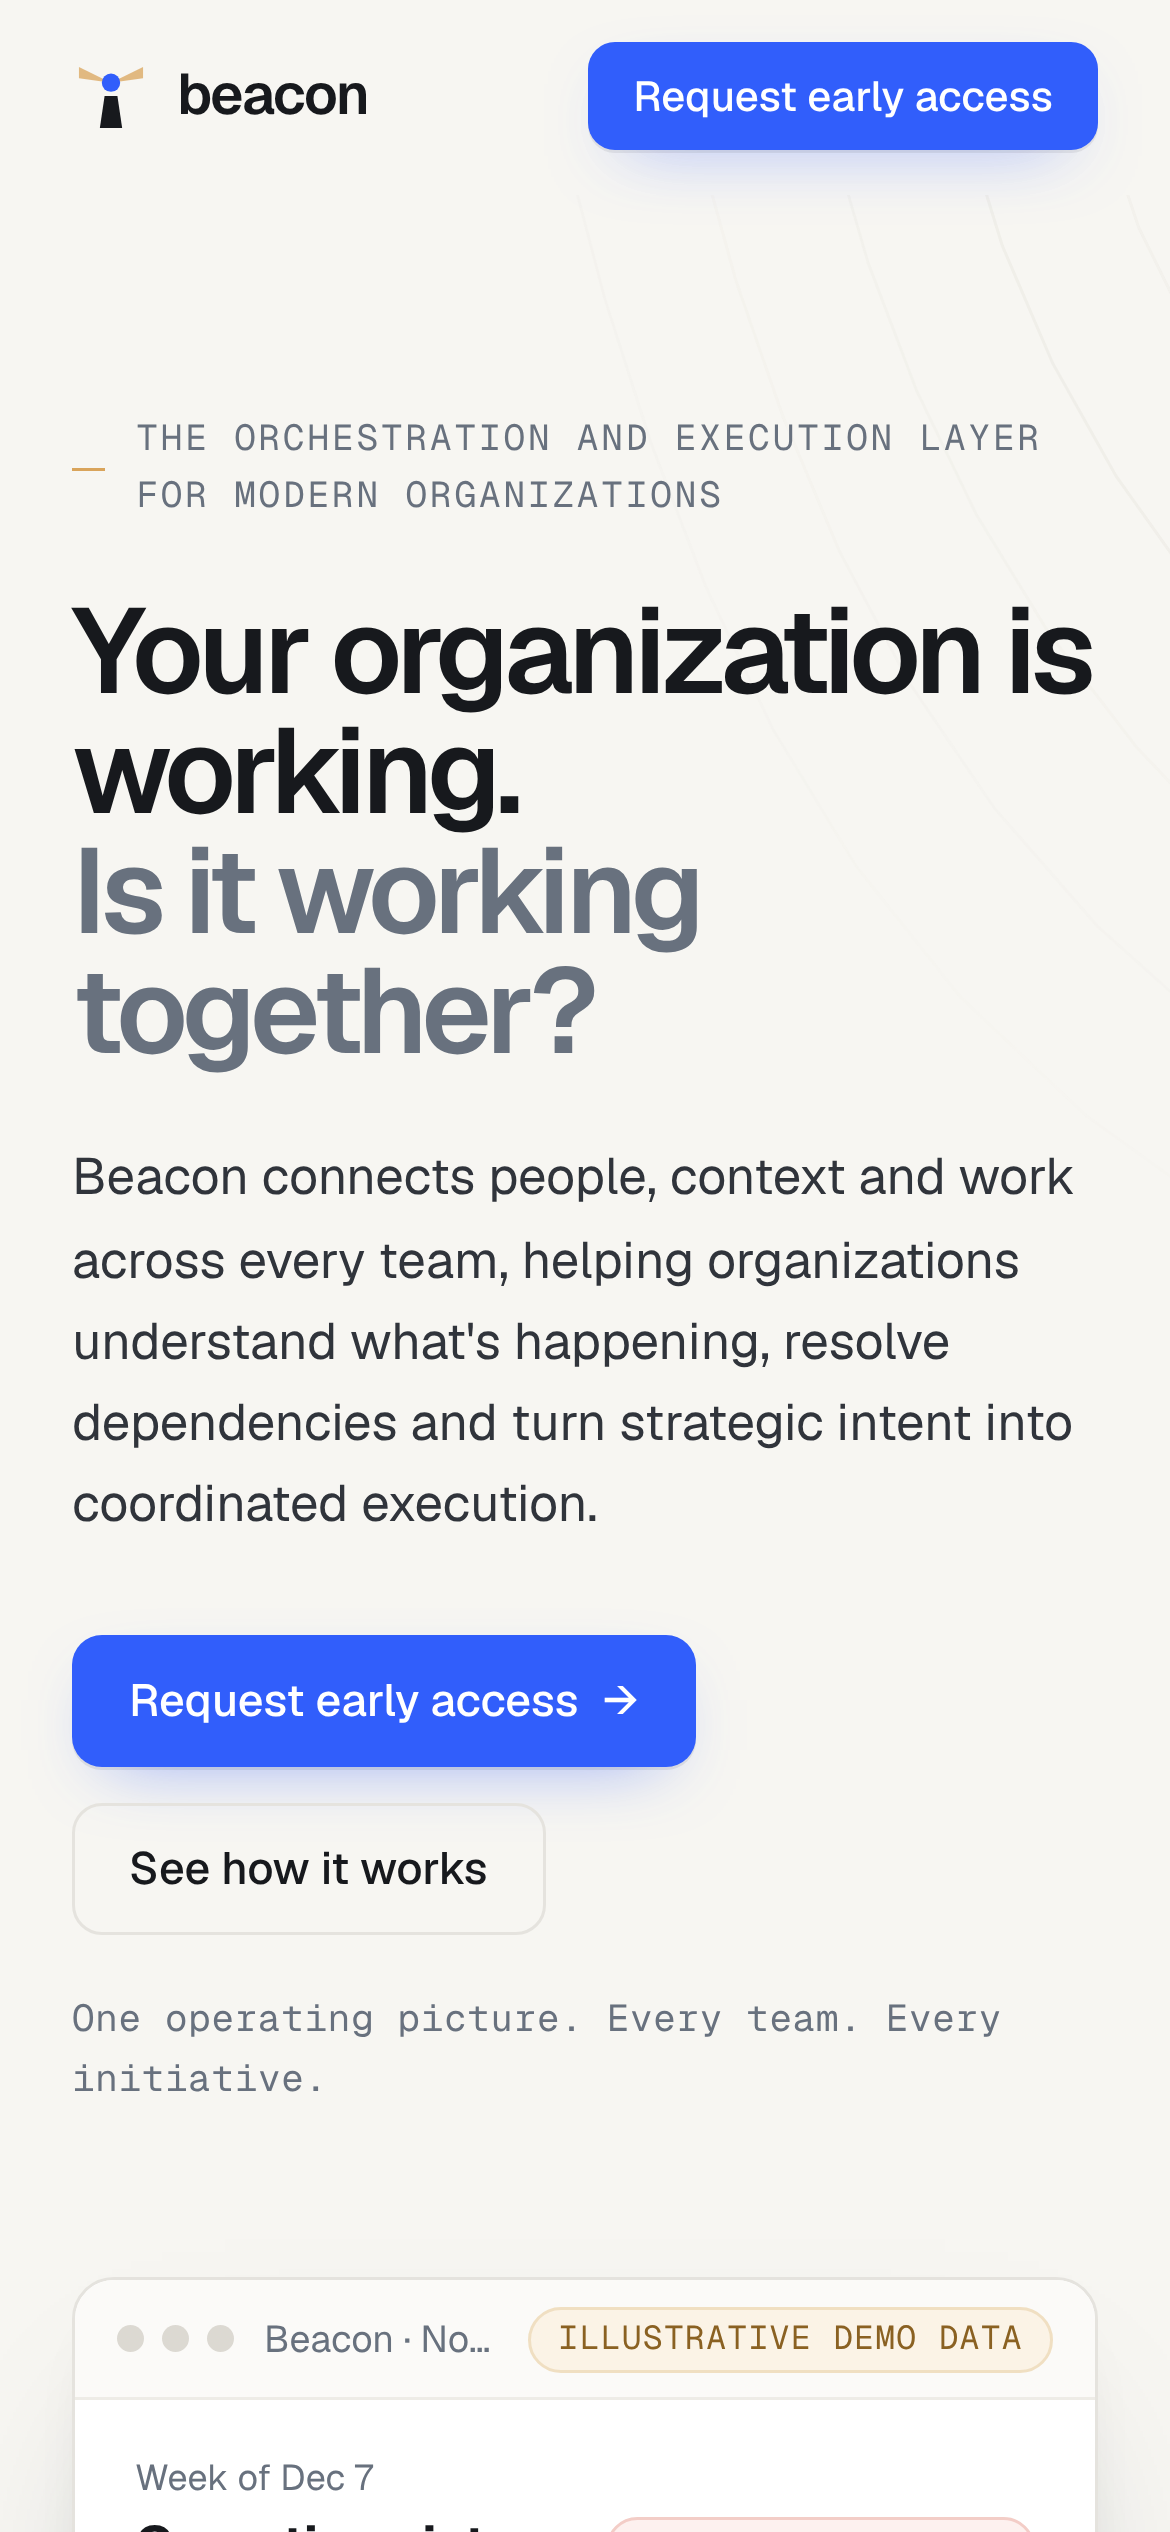 beacon
Request early access
THE ORCHESTRATION AND EXECUTION LAYER
FOR MODERN ORGANIZATIONS
Your organization is
working.
Is it working
together?
Beacon connects people, context and work
across every team, helping organizations
understand what's happening, resolve
dependencies and turn strategic intent into
coordinated execution.
Request early access →
See how it works
One operating picture. Every team. Every
initiative.
Beacon · No…
ILLUSTRATIVE DEMO DATA
Week of Dec 7